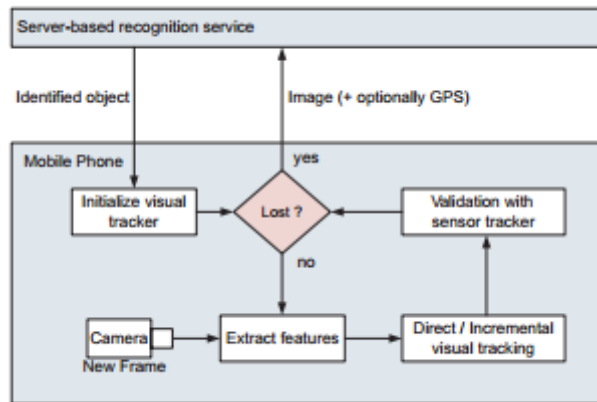 Server-based recognition service
Identified object
Image (+ optionally GPS)
Mobile Phone
yes
Initialize visual
tracker
Lost ?
Validation with
sensor tracker
no
Camera
New Frame
Extract features
Direct / Incremental
visual tracking